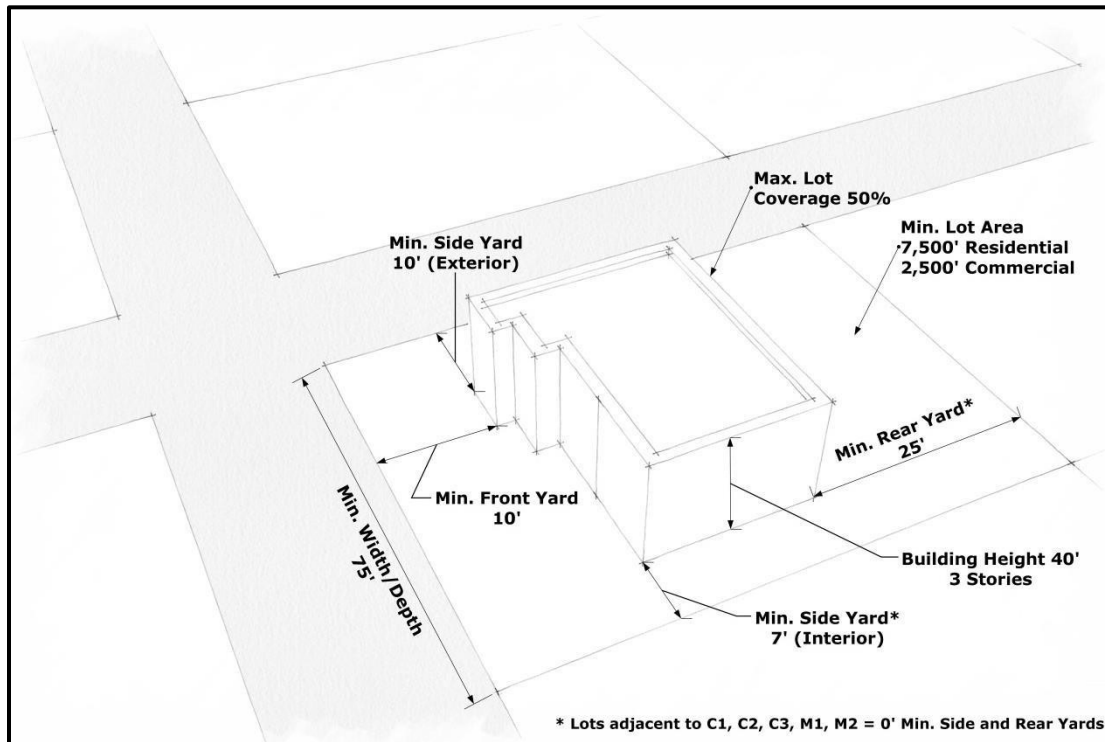 Max. Lot
Coverage 50%
Min. Lot Area
7,500' Residential
2,500' Commercial
Min. Side Yard
10' (Exterior)
Min. Rear Yard*
25'
Min. Front Yard
10'
Min. Width/Depth
75'
Building Height 40'
3 Stories
Min. Side Yard*
7' (Interior)
* Lots adjacent to C1, C2, C3, M1, M2 = 0' Min. Side and Rear Yards